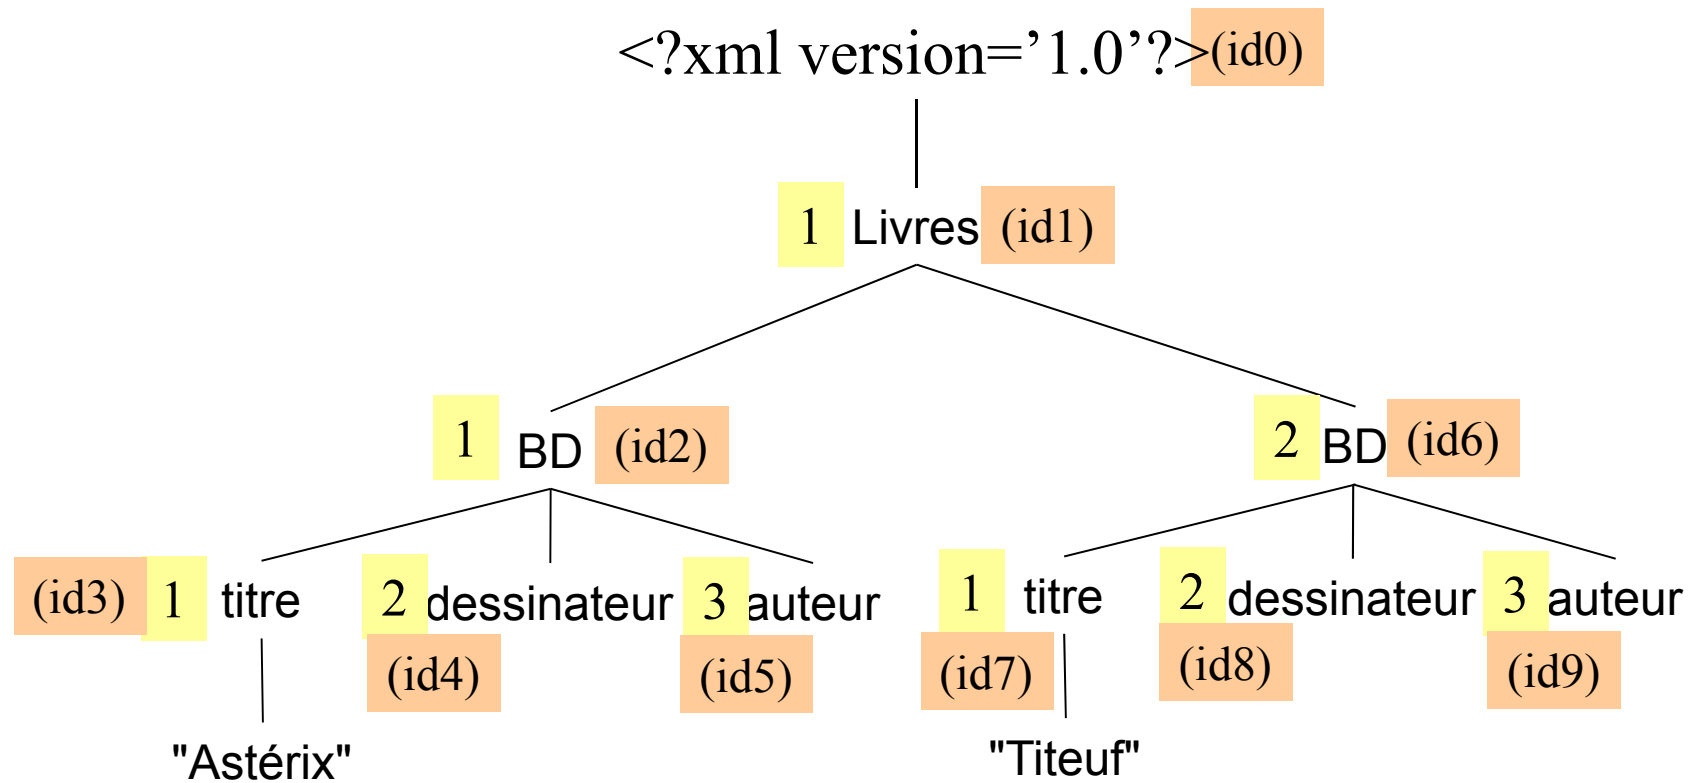 <?xml version=’1.0’?>(id0)
1 Livres (id1)
1 BD (id2) 2 BD (id6)
(id3) 1 titre 2 dessinateur 3 auteur 1 titre 2 dessinateur 3 auteur
(id4) (id5) (id7) (id8) (id9)
"Astérix" "Titeuf"